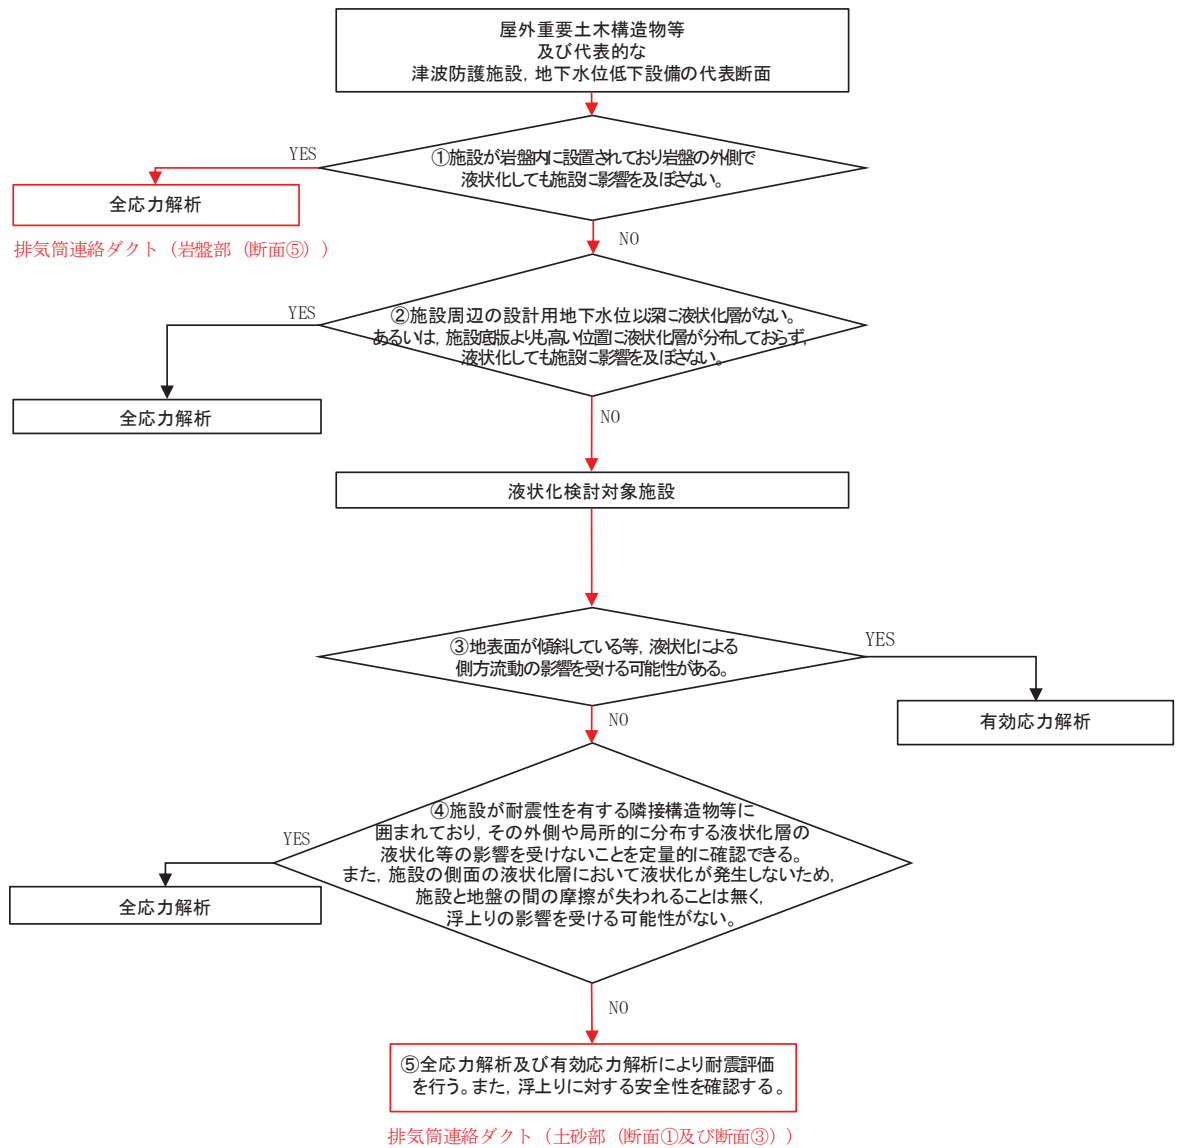 屋外重要土木構造物等
及び代表的な
津波防護施設，地下水位低下設備の代表断面
YES
①施設が岩盤内に設置されており岩盤の外側で
液状化しても施設に影響を及ぼさない。
全応力解析
排気筒連絡ダクト（岩盤部（断面⑤））
NO
YES
②施設周辺の設計用地下水位以深に液状化層がない。
あるいは，施設底版よりも高い位置に液状化層が分布しておらず，
液状化しても施設に影響を及ぼさない。
全応力解析
NO
液状化検討対象施設
③地表面が傾斜している等，液状化による
側方流動の影響を受ける可能性がある。
YES
有効応力解析
NO
YES
④施設が耐震性を有する隣接構造物等に
囲まれており，その外側や局所的に分布する液状化層の
液状化等の影響を受けないことを定量的に確認できる。
また，施設の側面の液状化層において液状化が発生しないため，
施設と地盤の間の摩擦が失われることは無く，
浮上りの影響を受ける可能性がない。
全応力解析
NO
⑤全応力解析及び有効応力解析により耐震評価
を行う。また，浮上りに対する安全性を確認する。
排気筒連絡ダクト（土砂部（断面①及び断面③））